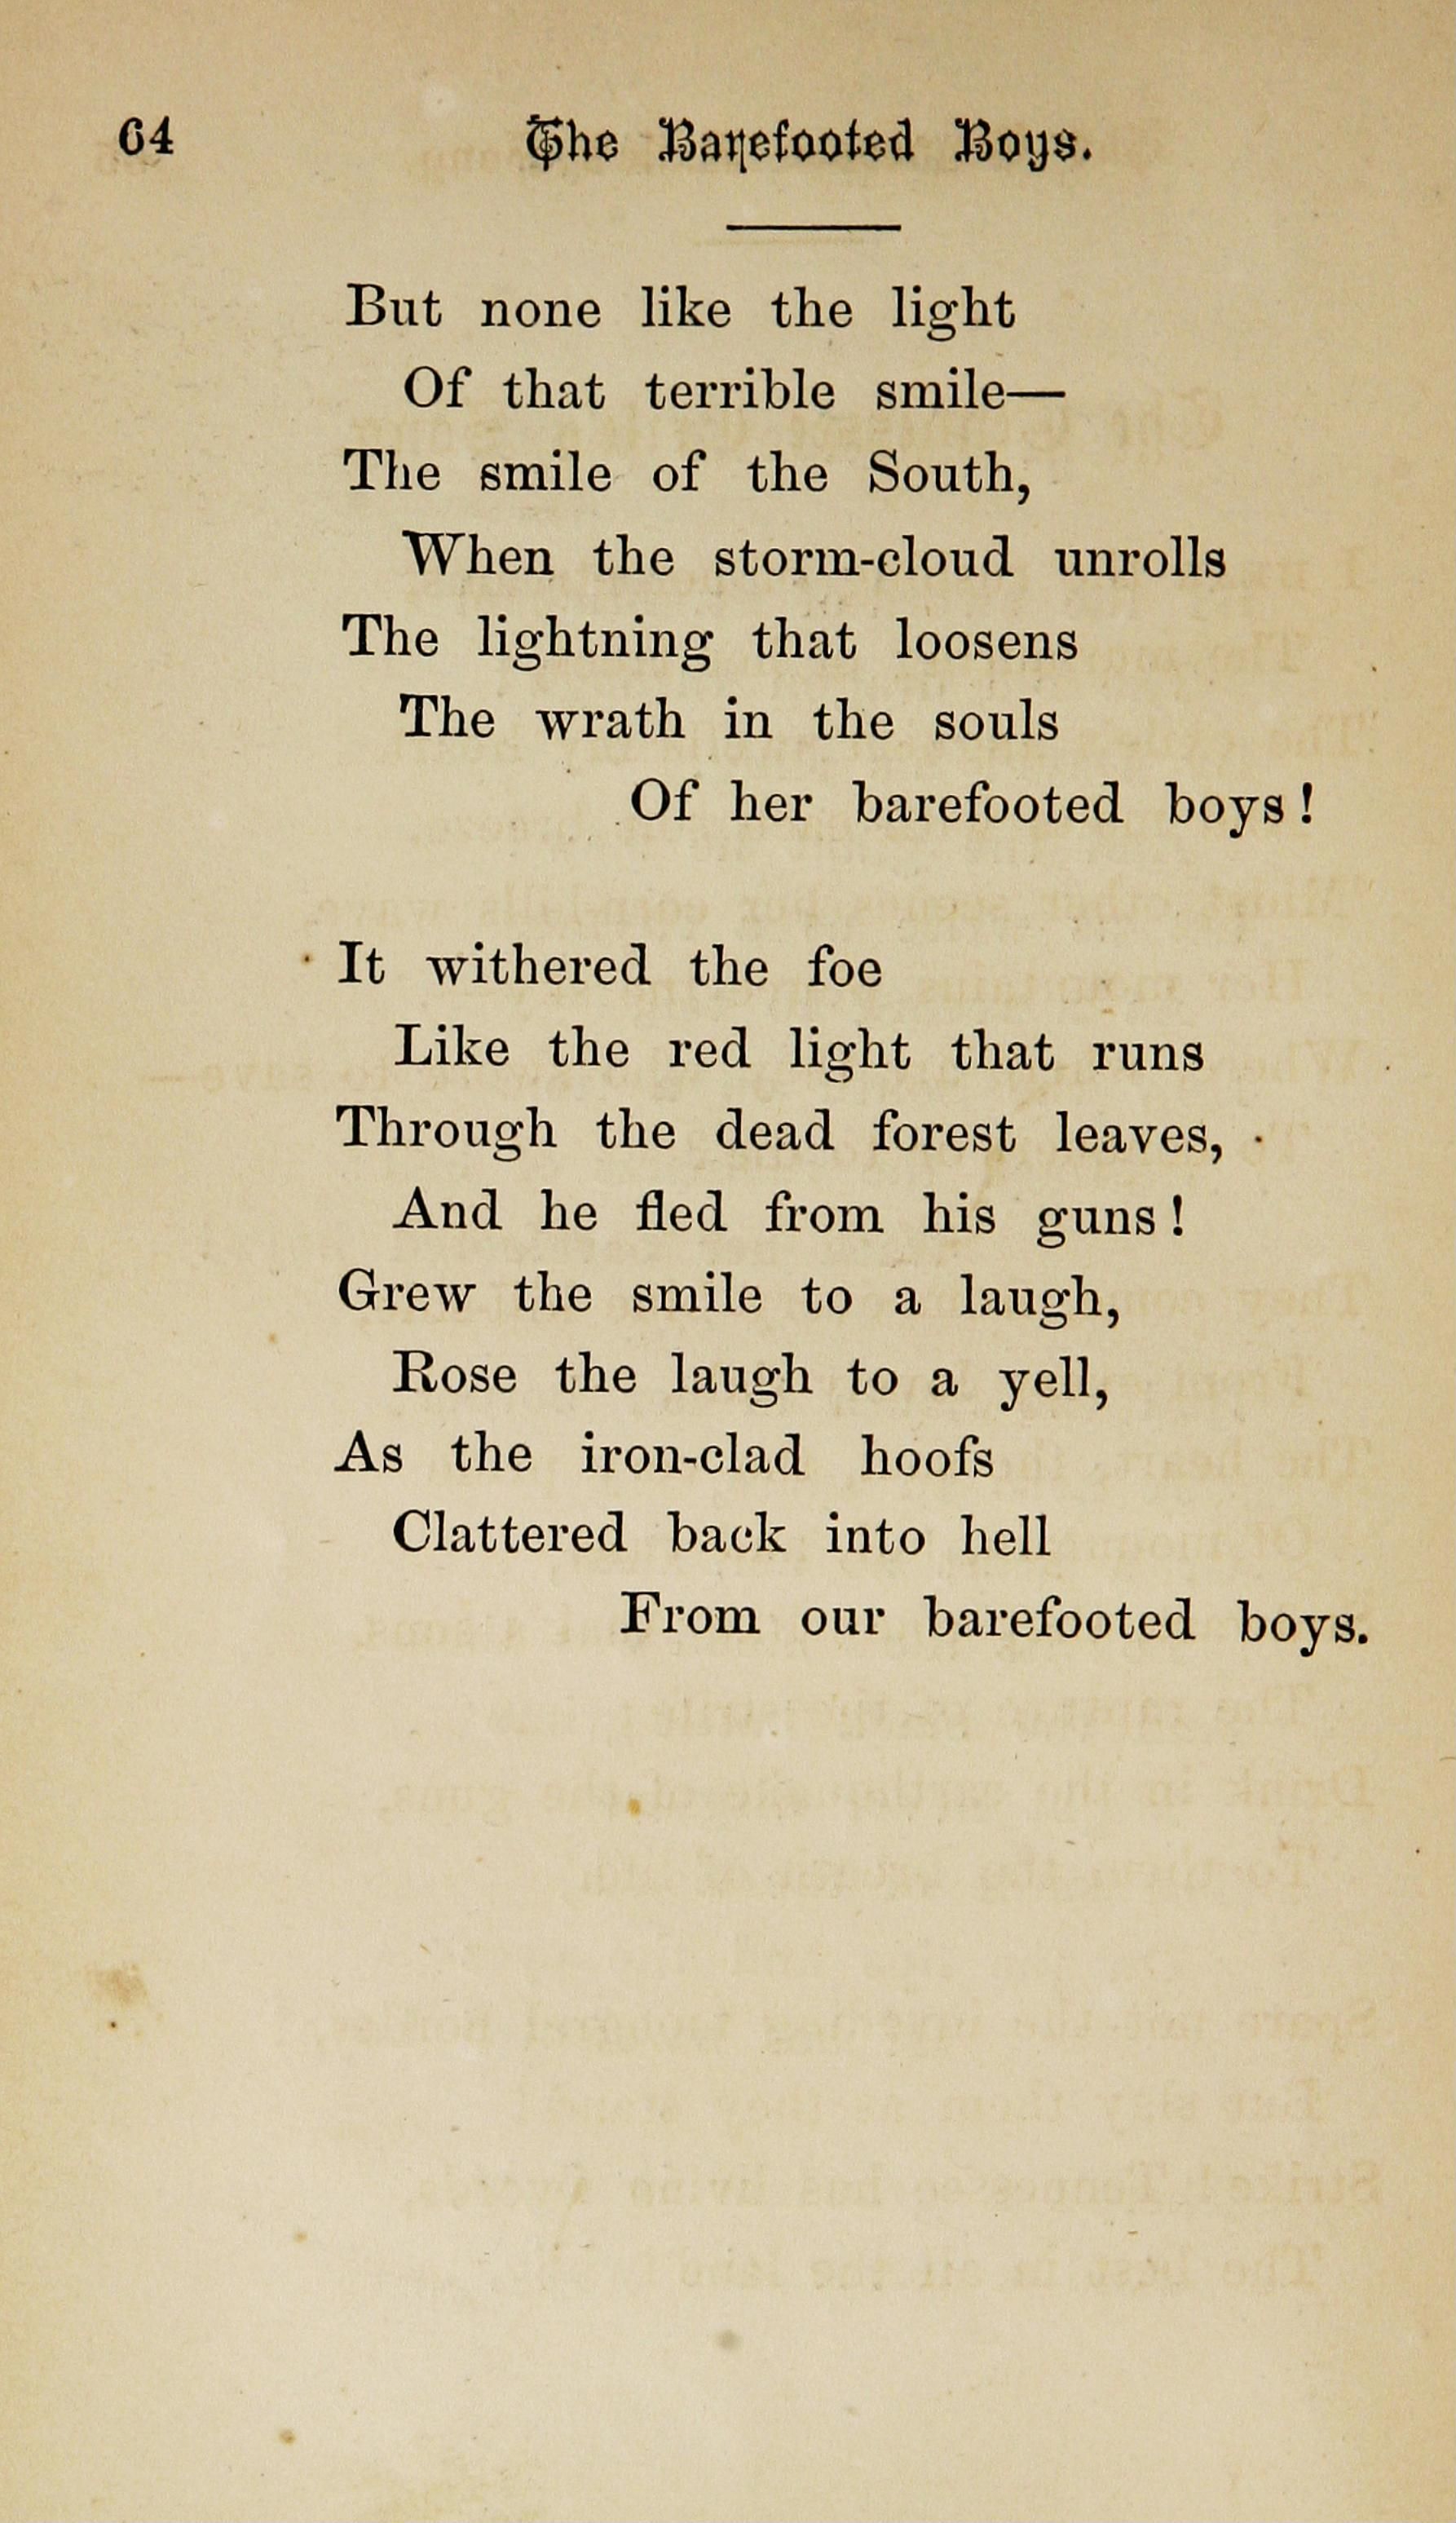 64 The Barefooted Boys.
But none like the light
Of that terrible smile—
The smile of the South,
When the storm-cloud unrolls
The lightning that loosens
The wrath in the souls
Of her barefooted boys!
It withered the foe
Like the red light that runs
Through the dead forest leaves,
And he fled from his guns!
Grew the smile to a laugh,
Rose the laugh to a yell,
As the iron-clad hoofs
Clattered back into hell
From our barefooted boys.